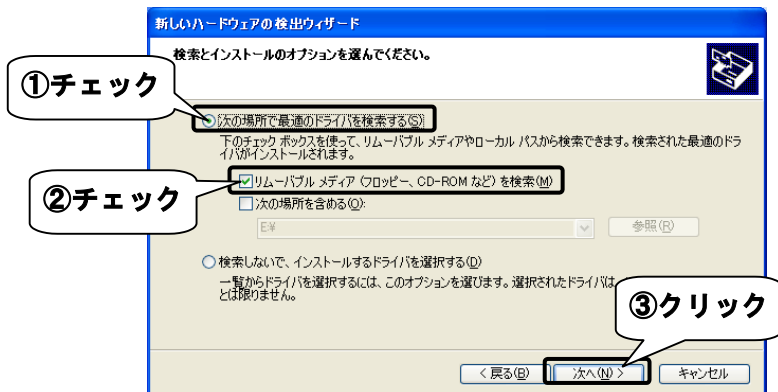 新しいハードウェアの検出ウィザード
検索とインストールのオプションを選んでください。
①チェック
次の場所で最適のドライバを検索する(S)
下のチェック ボックスを使って、リムーバブル メディアやローカル パスから検索できます。検索された最適のドラ
イバがインストールされます。
②チェック
リムーバブル メディア (フロッピー、CD-ROM など) を検索(M)
次の場所を含める(O):
E¥
参照(R)
検索しないで、インストールするドライバを選択する(D)
一覧からドライバを選択するには、このオプションを選びます。選択されたドライバは、
とは限りません。
③クリック
< 戻る(B)
次へ(N) >
キャンセル